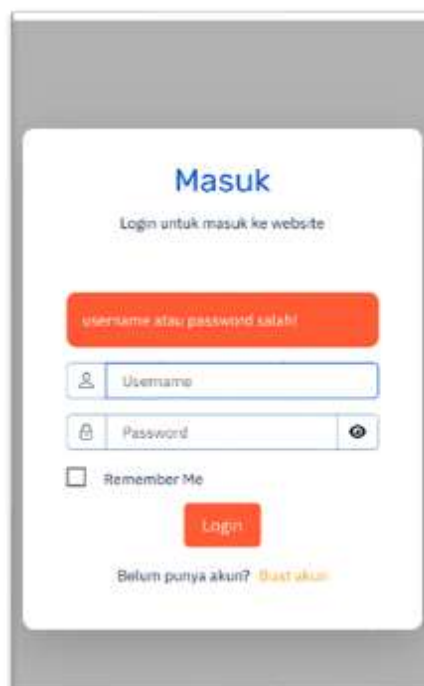 Masuk
Login untuk masuk ke website
username atau password salah!
Username
Password
Remember Me
Login
Belum punya akun? Buat akun